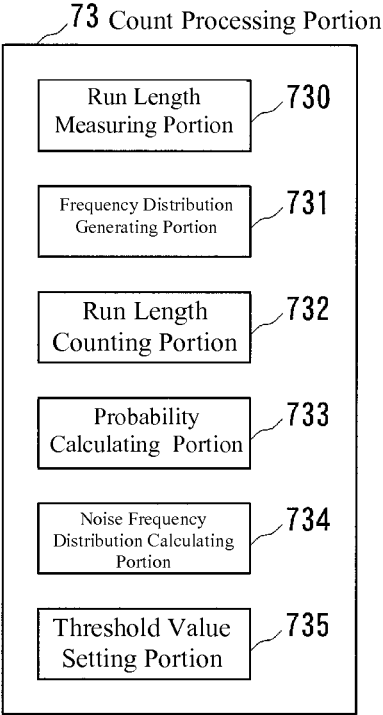 73 Count Processing Portion
Run Length
Measuring Portion
730
Frequency Distribution
Generating Portion
731
Run Length
Counting Portion
732
Probability
Calculating Portion
733
Noise Frequency
Distribution Calculating
Portion
734
Threshold Value
Setting Portion
735